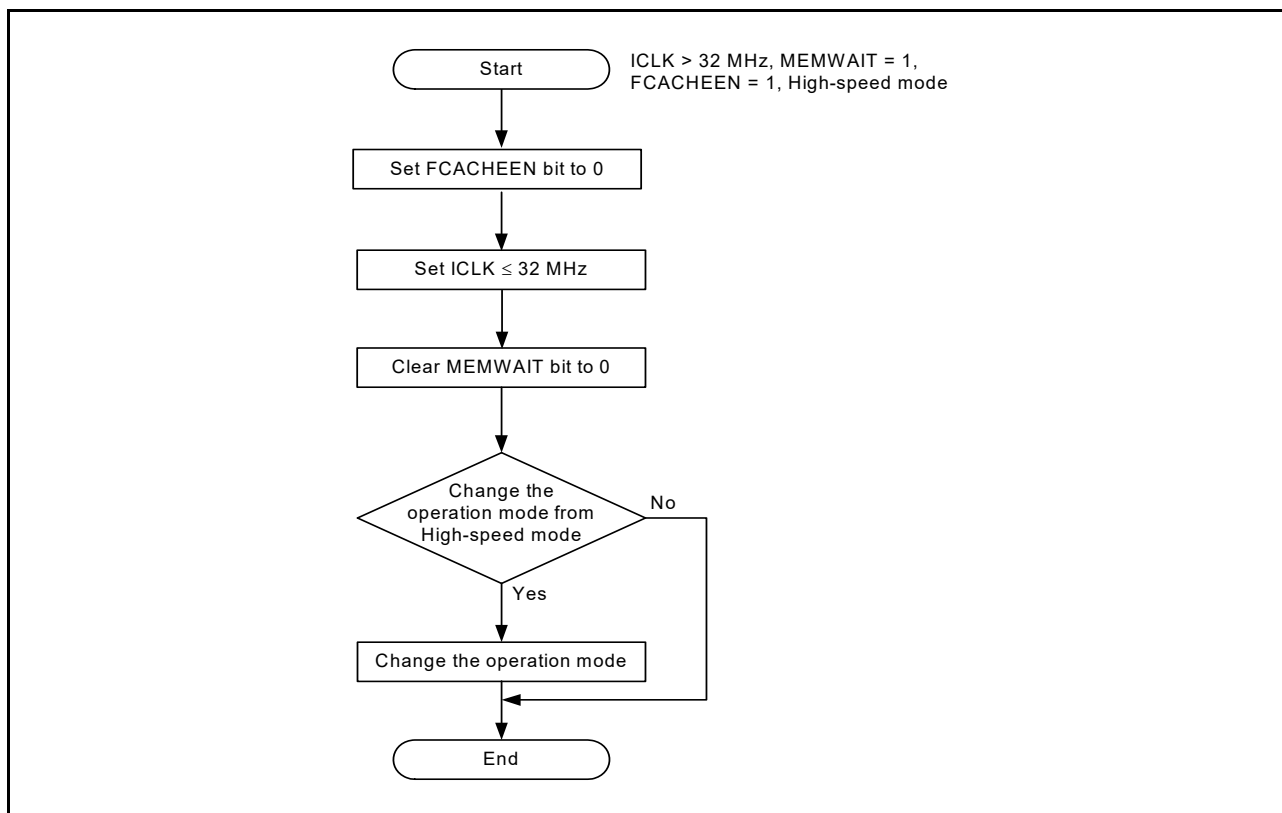 Start
ICLK > 32 MHz, MEMWAIT = 1,
FCACHEEN = 1, High-speed mode
Set FCACHEEN bit to 0
Set ICLK ≤ 32 MHz
Clear MEMWAIT bit to 0
Change the
operation mode from
High-speed mode
No
Yes
Change the operation mode
End